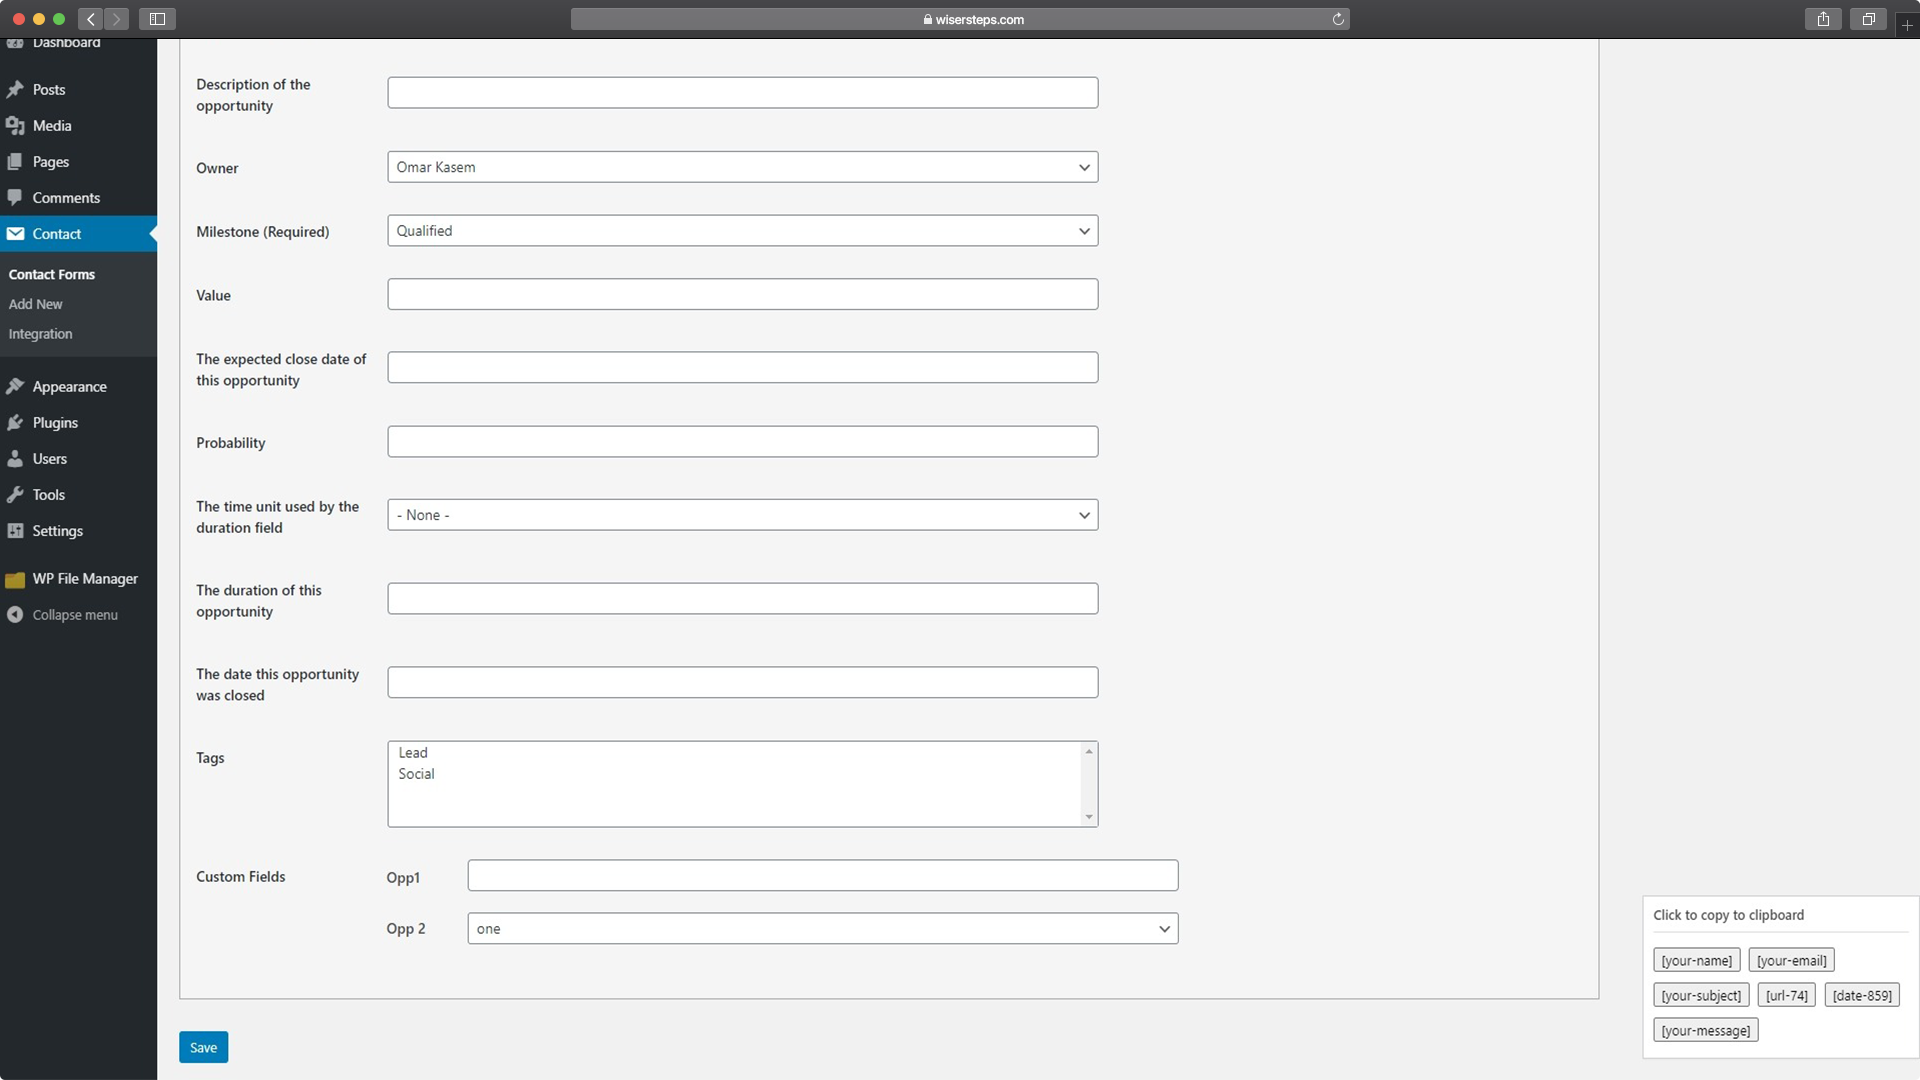 wisersteps.com
Dashboard
Posts
Media
Pages
Comments
Contact
Contact Forms
Add New
Integration
Appearance
Plugins
Users
Tools
Settings
WP File Manager
Collapse menu
Description of the
opportunity
Owner
Omar Kasem
Milestone (Required)
Qualified
Value
The expected close date of
this opportunity
Probability
The time unit used by the
duration field
- None -
The duration of this
opportunity
The date this opportunity
was closed
Tags
Lead
Social
Custom Fields
Opp1
Opp 2
one
Save
Click to copy to clipboard
[your-name] [your-email]
[your-subject] [url-74] [date-859]
[your-message]